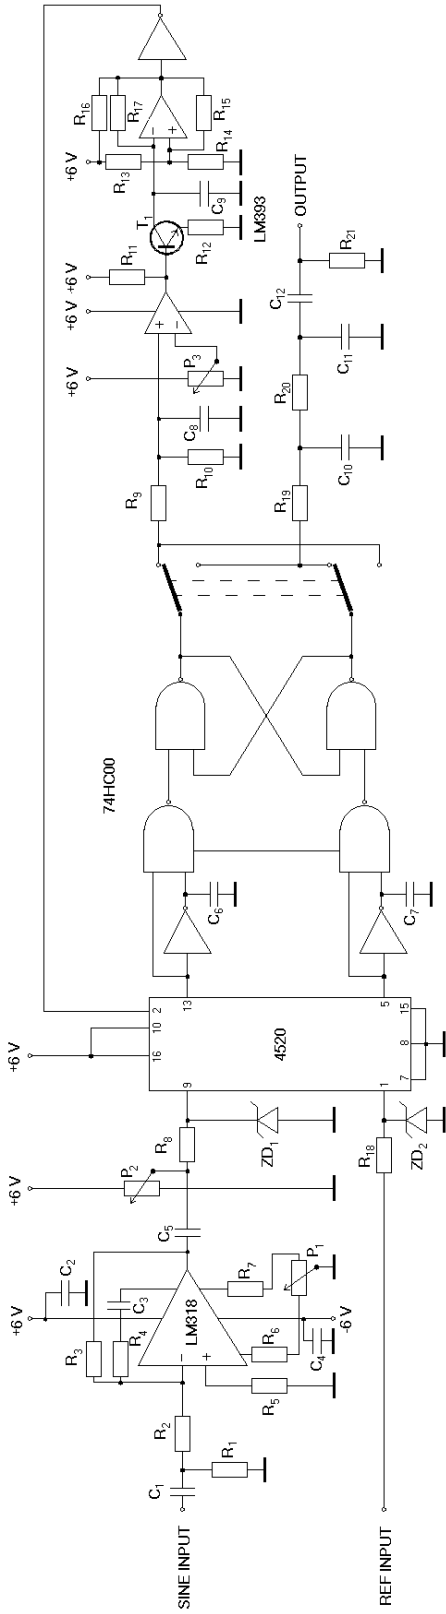 SINE INPUT
C1
R1
R2
R3
R4
C3
+6 V
C2
LM318
−
+
R5
R6
R7
P1
C4
-6 V
C5
+6 V
P2
R8
ZD1
REF INPUT
R18
ZD2
+6 V
16
10
2
9
13
4520
1
5
7
8
15
C6
C7
74HC00
R9
R10
C8
+6 V
P3
+
−
+6 V
+6 V
R11
T1
R12
C9
LM393
+6 V
R13
R14
R15
R16
R17
−
+
R19
C10
R20
C11
C12
R21
OUTPUT